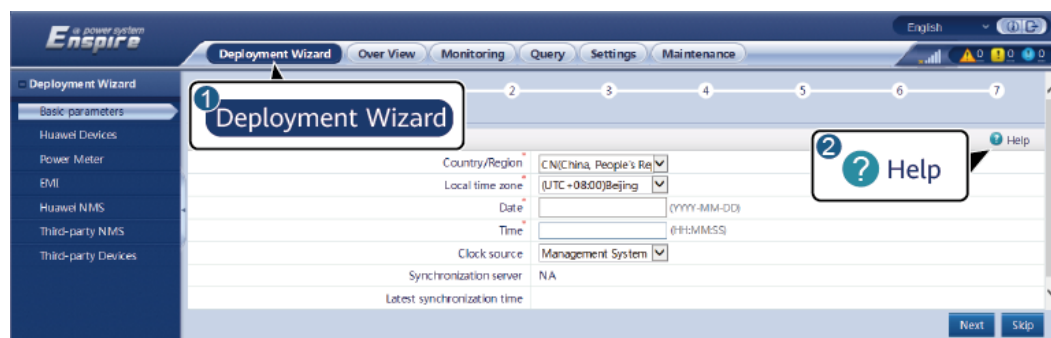 e power system
Enspire
English
Deployment Wizard Over View Monitoring Query Settings Maintenance
0 0 0
Deployment Wizard
Basic parameters
Huawei Devices
Power Meter
EMI
Huawei NMS
Third-party NMS
Third-party Devices
2 3 4 5 6 7
1
Deployment Wizard
Help
2
? Help
Country/Region * CN(China, People's Re
Local time zone * (UTC+08:00)Beijing
Date * (YYYY-MM-DD)
Time * (HH:MM:SS)
Clock source Management System
Synchronization server NA
Latest synchronization time
Next Skip